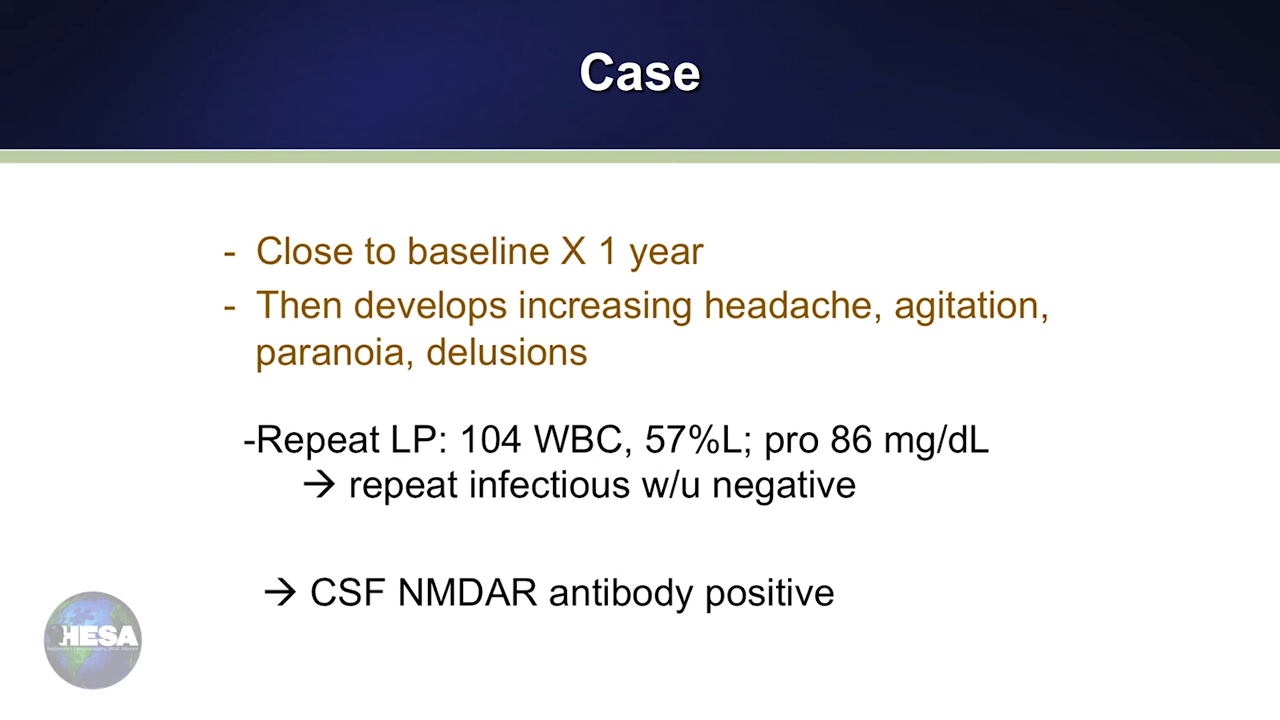 Case
- Close to baseline X 1 year
- Then develops increasing headache, agitation,
paranoia, delusions
-Repeat LP: 104 WBC, 57%L; pro 86 mg/dL
→ repeat infectious w/u negative
→ CSF NMDAR antibody positive
HESA